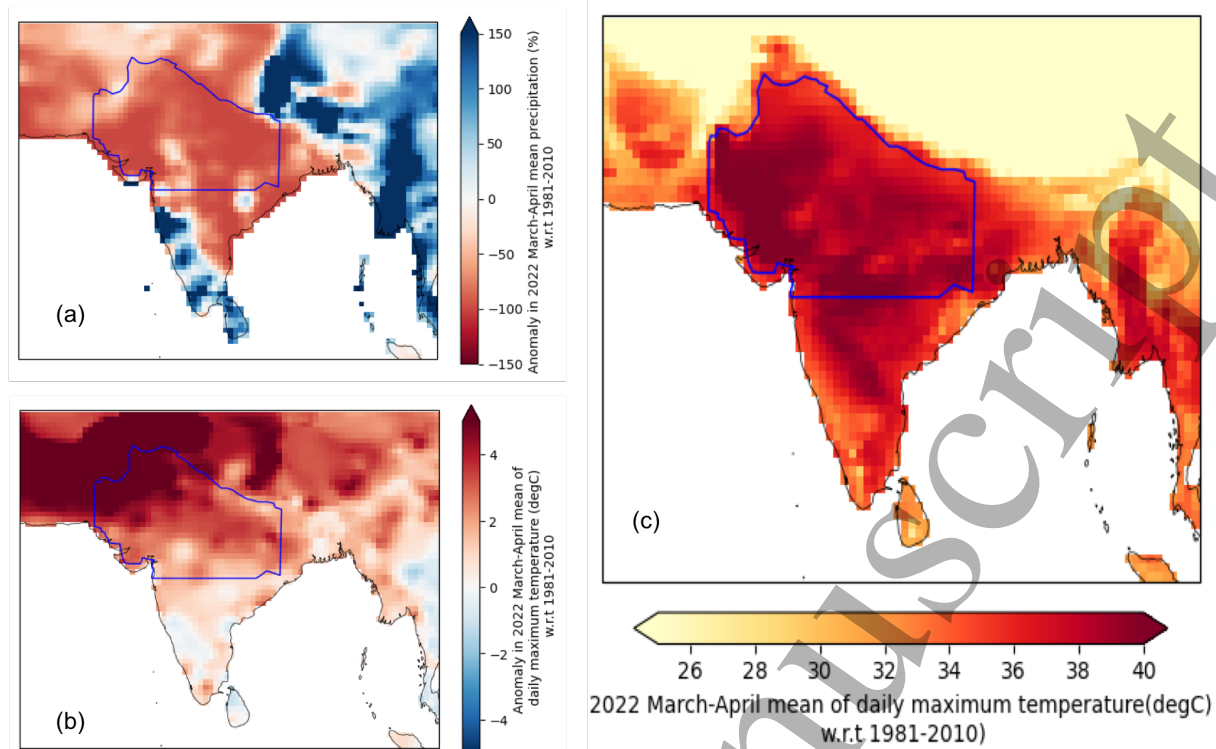 150
100
50
0
−50
−100
−150
Anomaly in 2022 March-April mean precipitation (%)
w.r.t 1981-2010
(a)
4
2
0
−2
−4
Anomaly in 2022 March-April mean of
daily maximum temperature (degC)
w.r.t 1981-2010
(b)
(c)
26 28 30 32 34 36 38 40
2022 March-April mean of daily maximum temperature(degC)
w.r.t 1981-2010)
nuscript